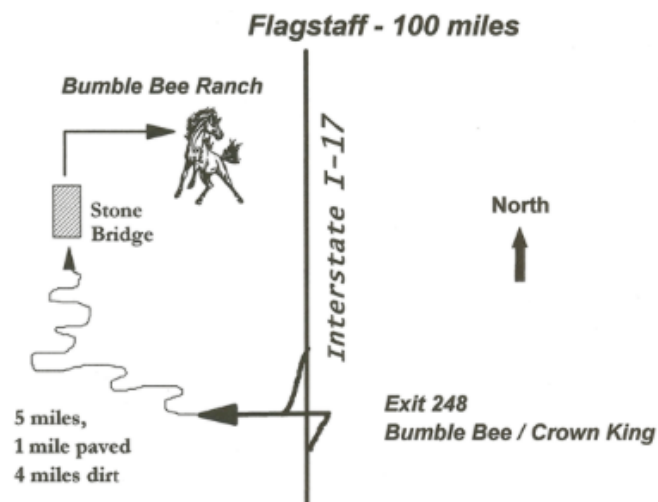 Flagstaff - 100 miles
Bumble Bee Ranch
Interstate I-17
Stone
Bridge
North
Exit 248
Bumble Bee / Crown King
5 miles,
1 mile paved
4 miles dirt